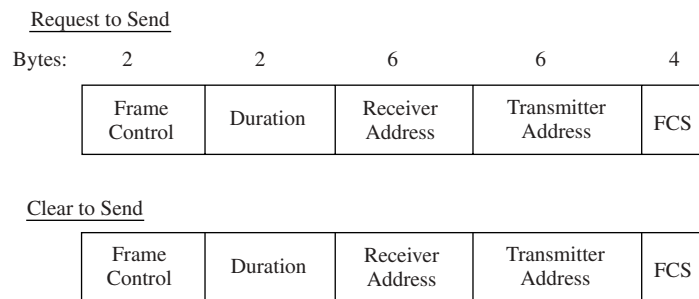 Request to Send
Bytes: 2 2 6 6 4
Frame Control Duration Receiver Address Transmitter Address FCS
Clear to Send
Frame Control Duration Receiver Address Transmitter Address FCS